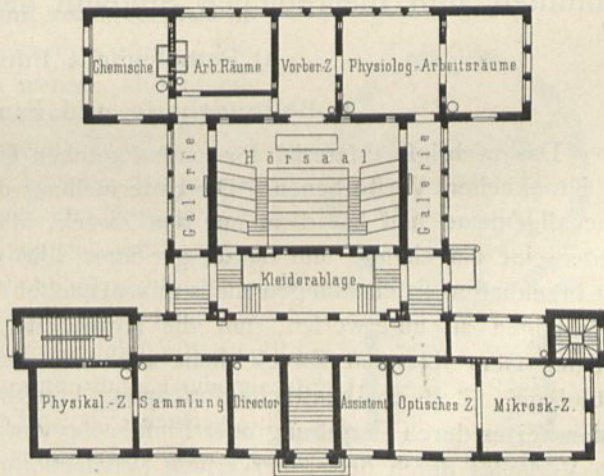 Chemische Arb.Räume Vorber.-Z. Physiolog.-Arbeitsräume
Galerie
Hörsaal
Galerie
Kleiderablage
Physikal.-Z. Sammlung Director Assistent Optisches Z. Mikrosk.-Z.